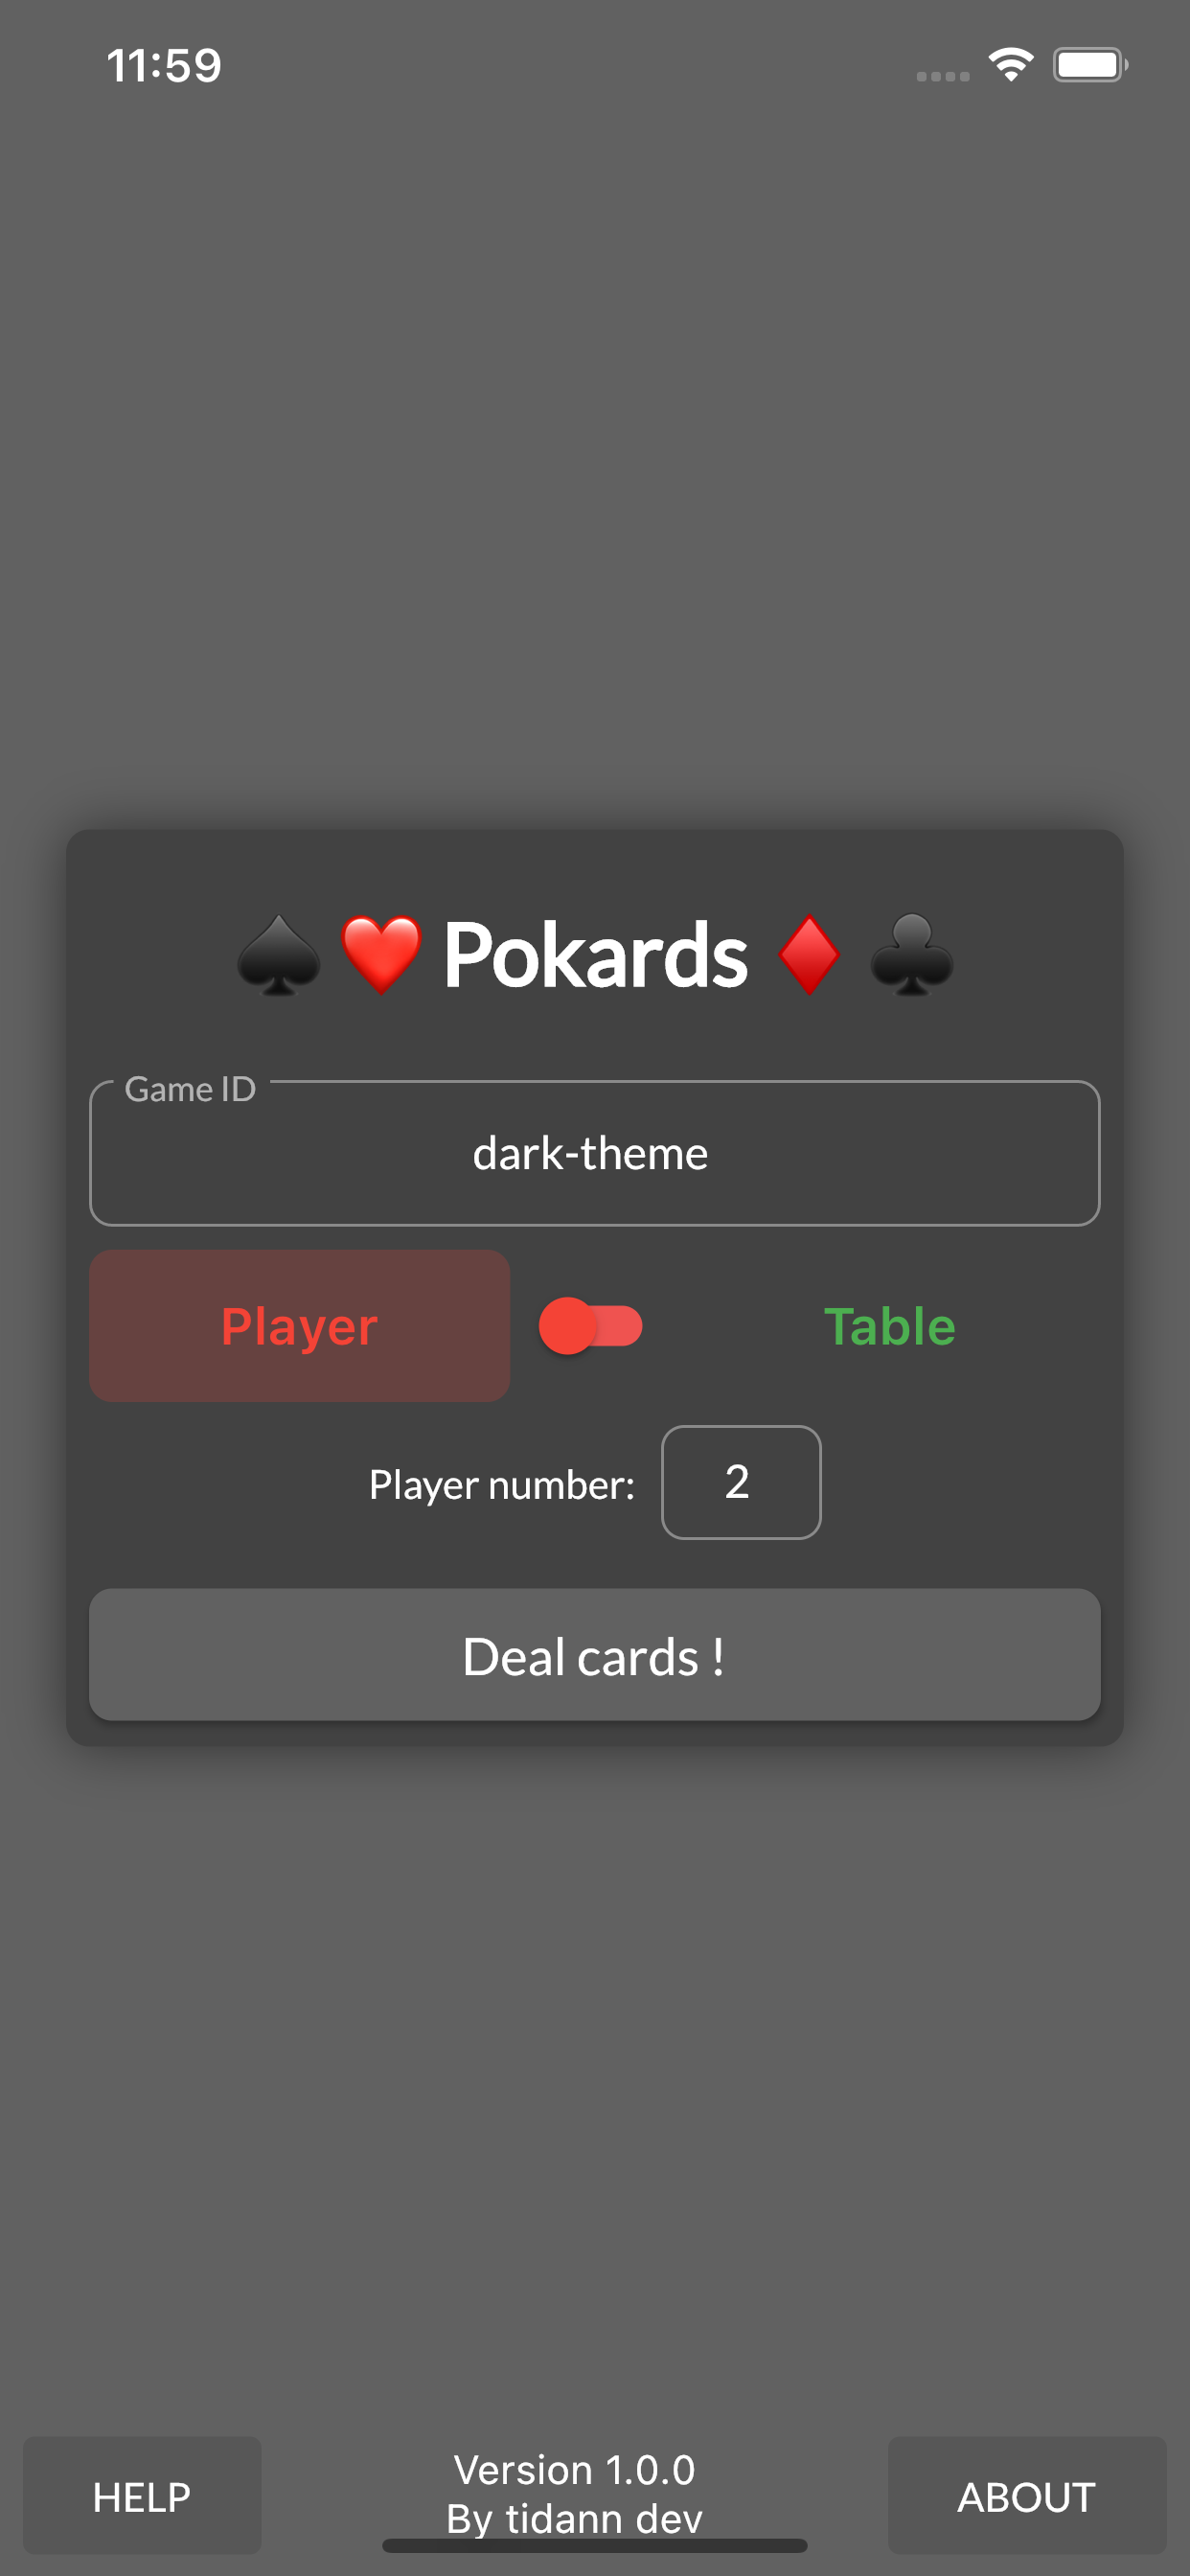 11:59
♠️ ❤️ Pokards ♦️ ♣️
Game ID
dark-theme
Player
Table
Player number: 2
Deal cards !
HELP
Version 1.0.0
By tidann dev
ABOUT